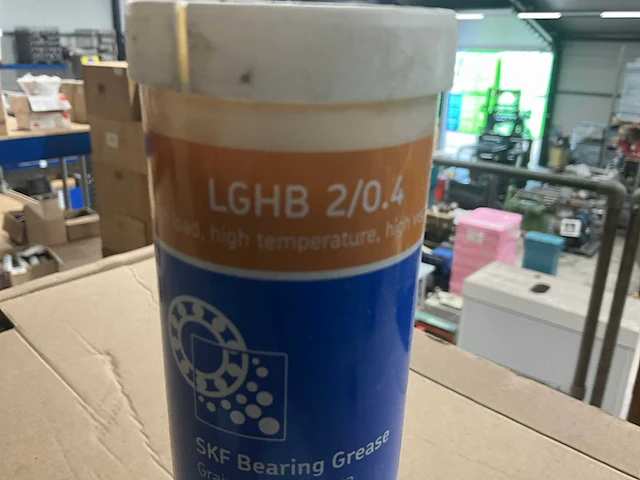 LGHB 2/0.4
load, high temperature, high
SKF Bearing Grease